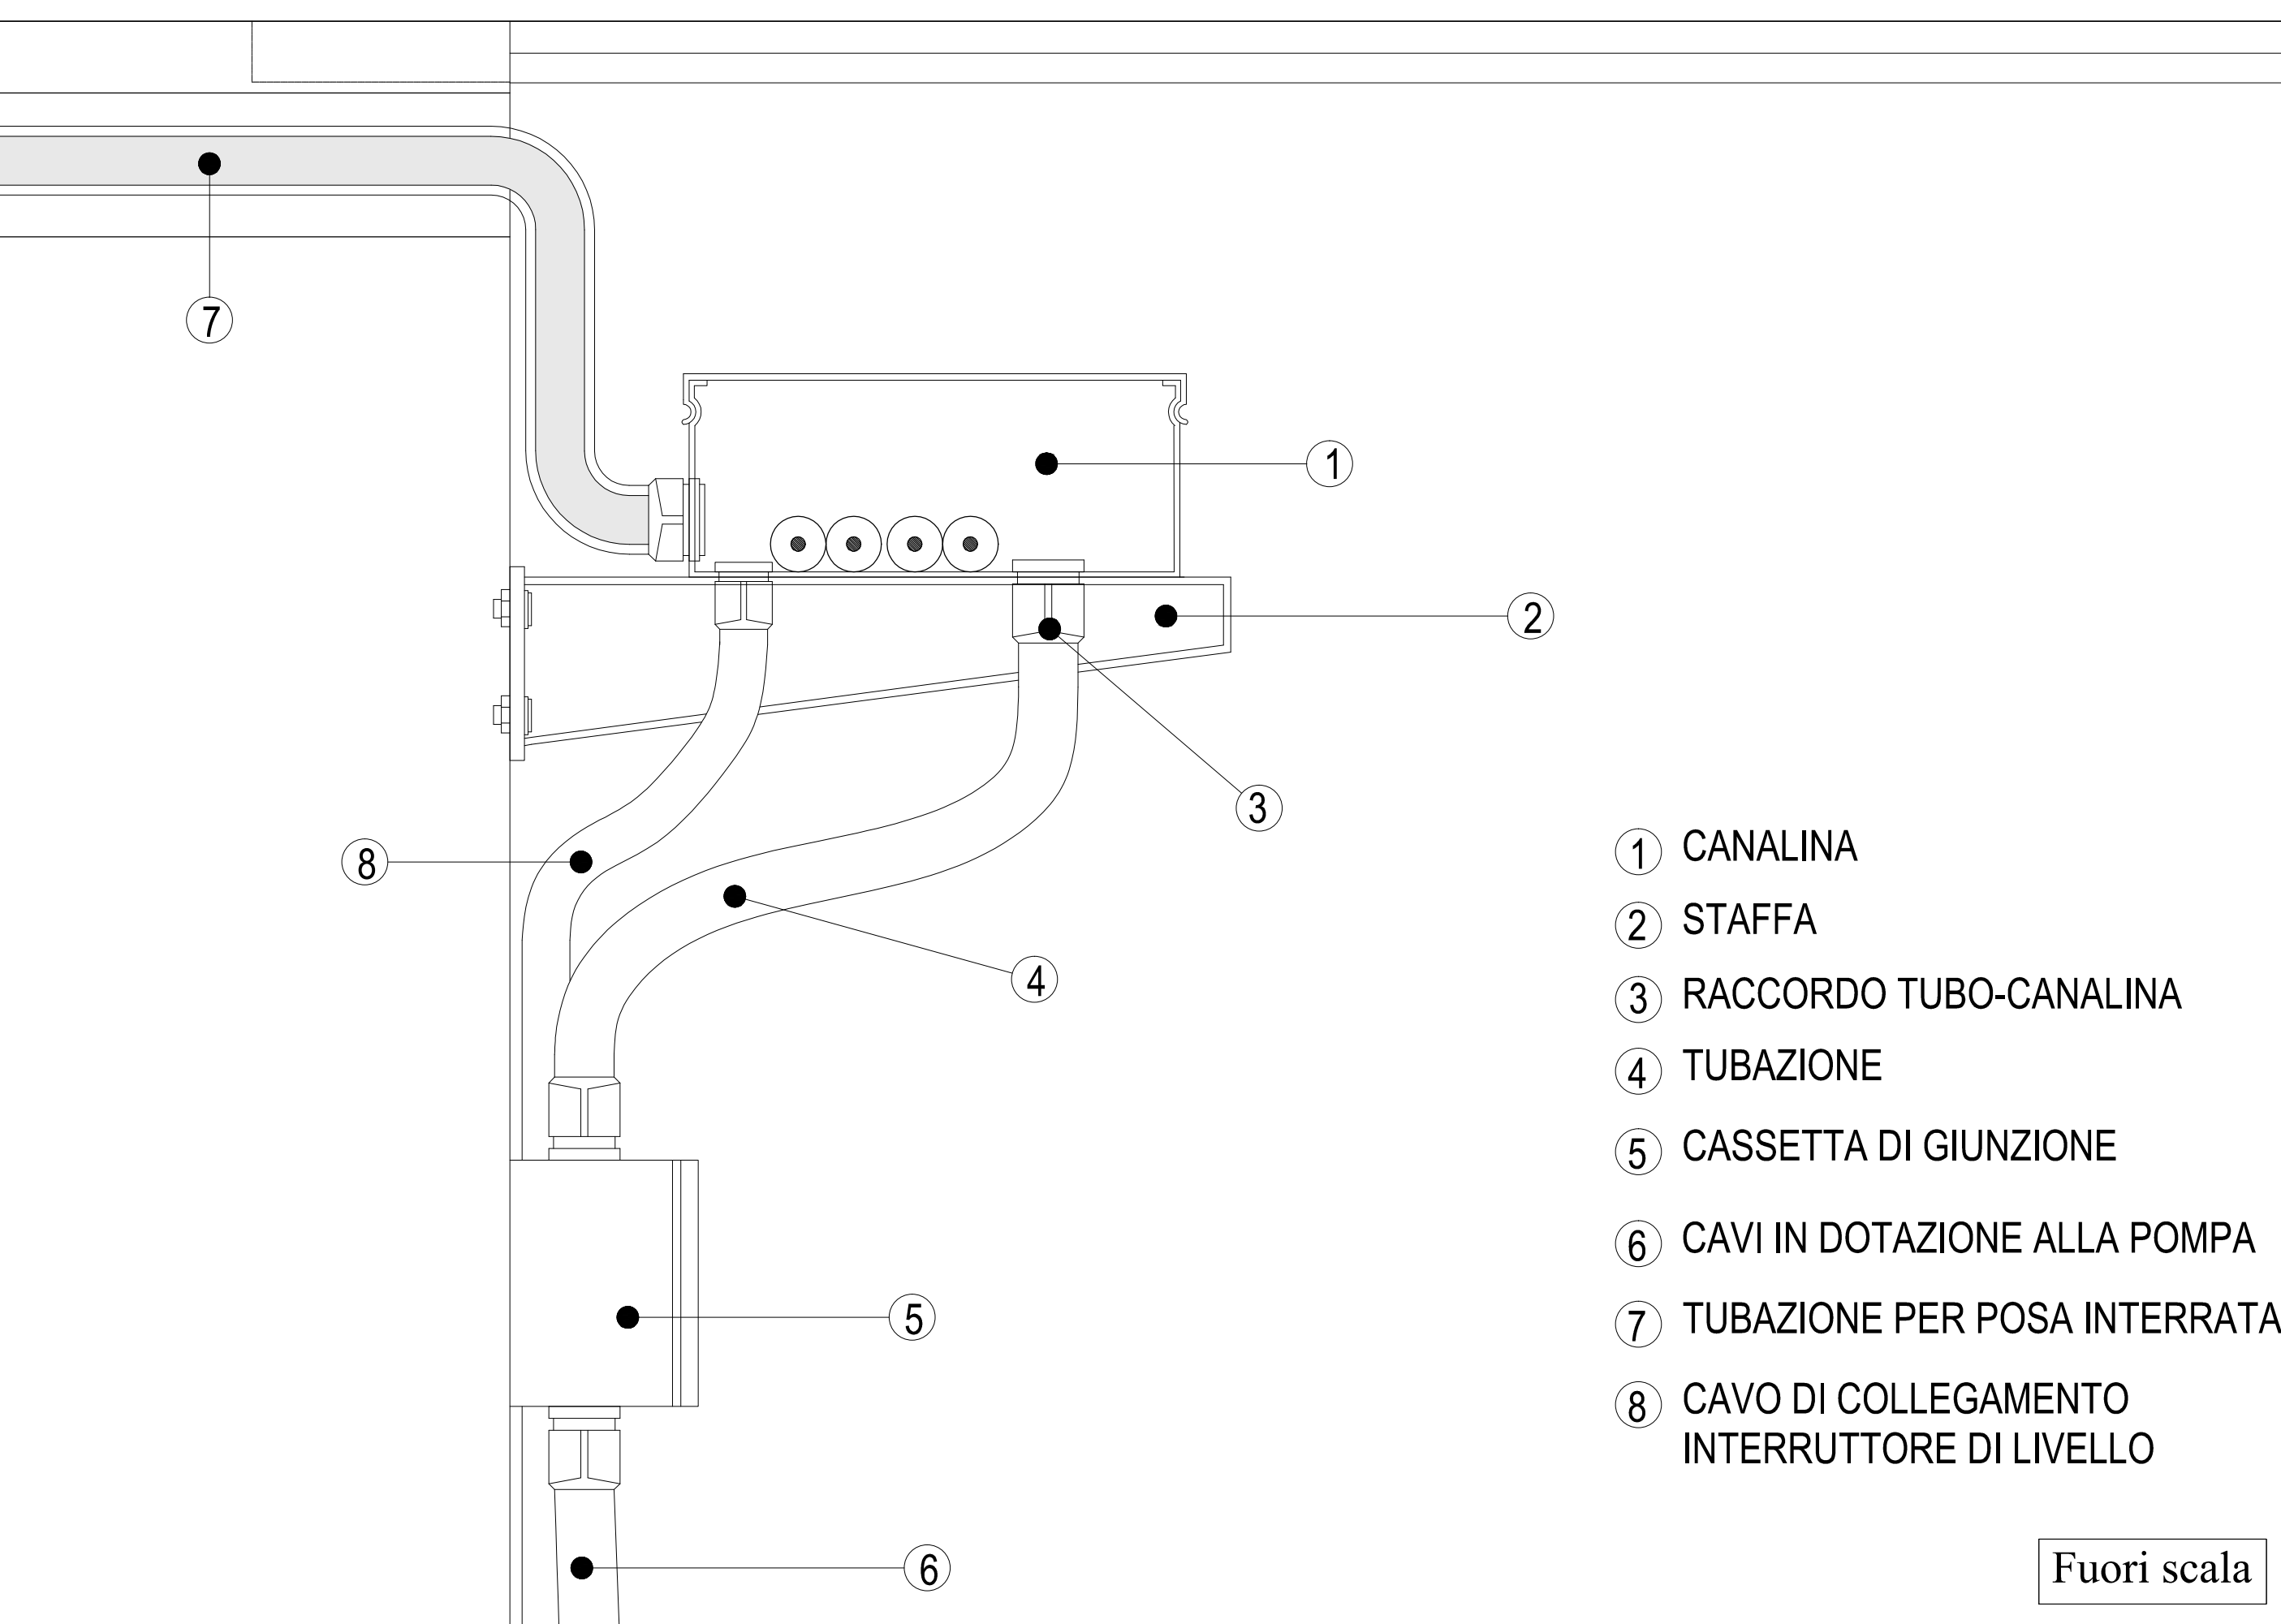 7
1
2
3
8
4
5
6
1 CANALINA
2 STAFFA
3 RACCORDO TUBO-CANALINA
4 TUBAZIONE
5 CASSETTA DI GIUNZIONE
6 CAVI IN DOTAZIONE ALLA POMPA
7 TUBAZIONE PER POSA INTERRATA
8 CAVO DI COLLEGAMENTO
INTERRUTTORE DI LIVELLO
Fuori scala